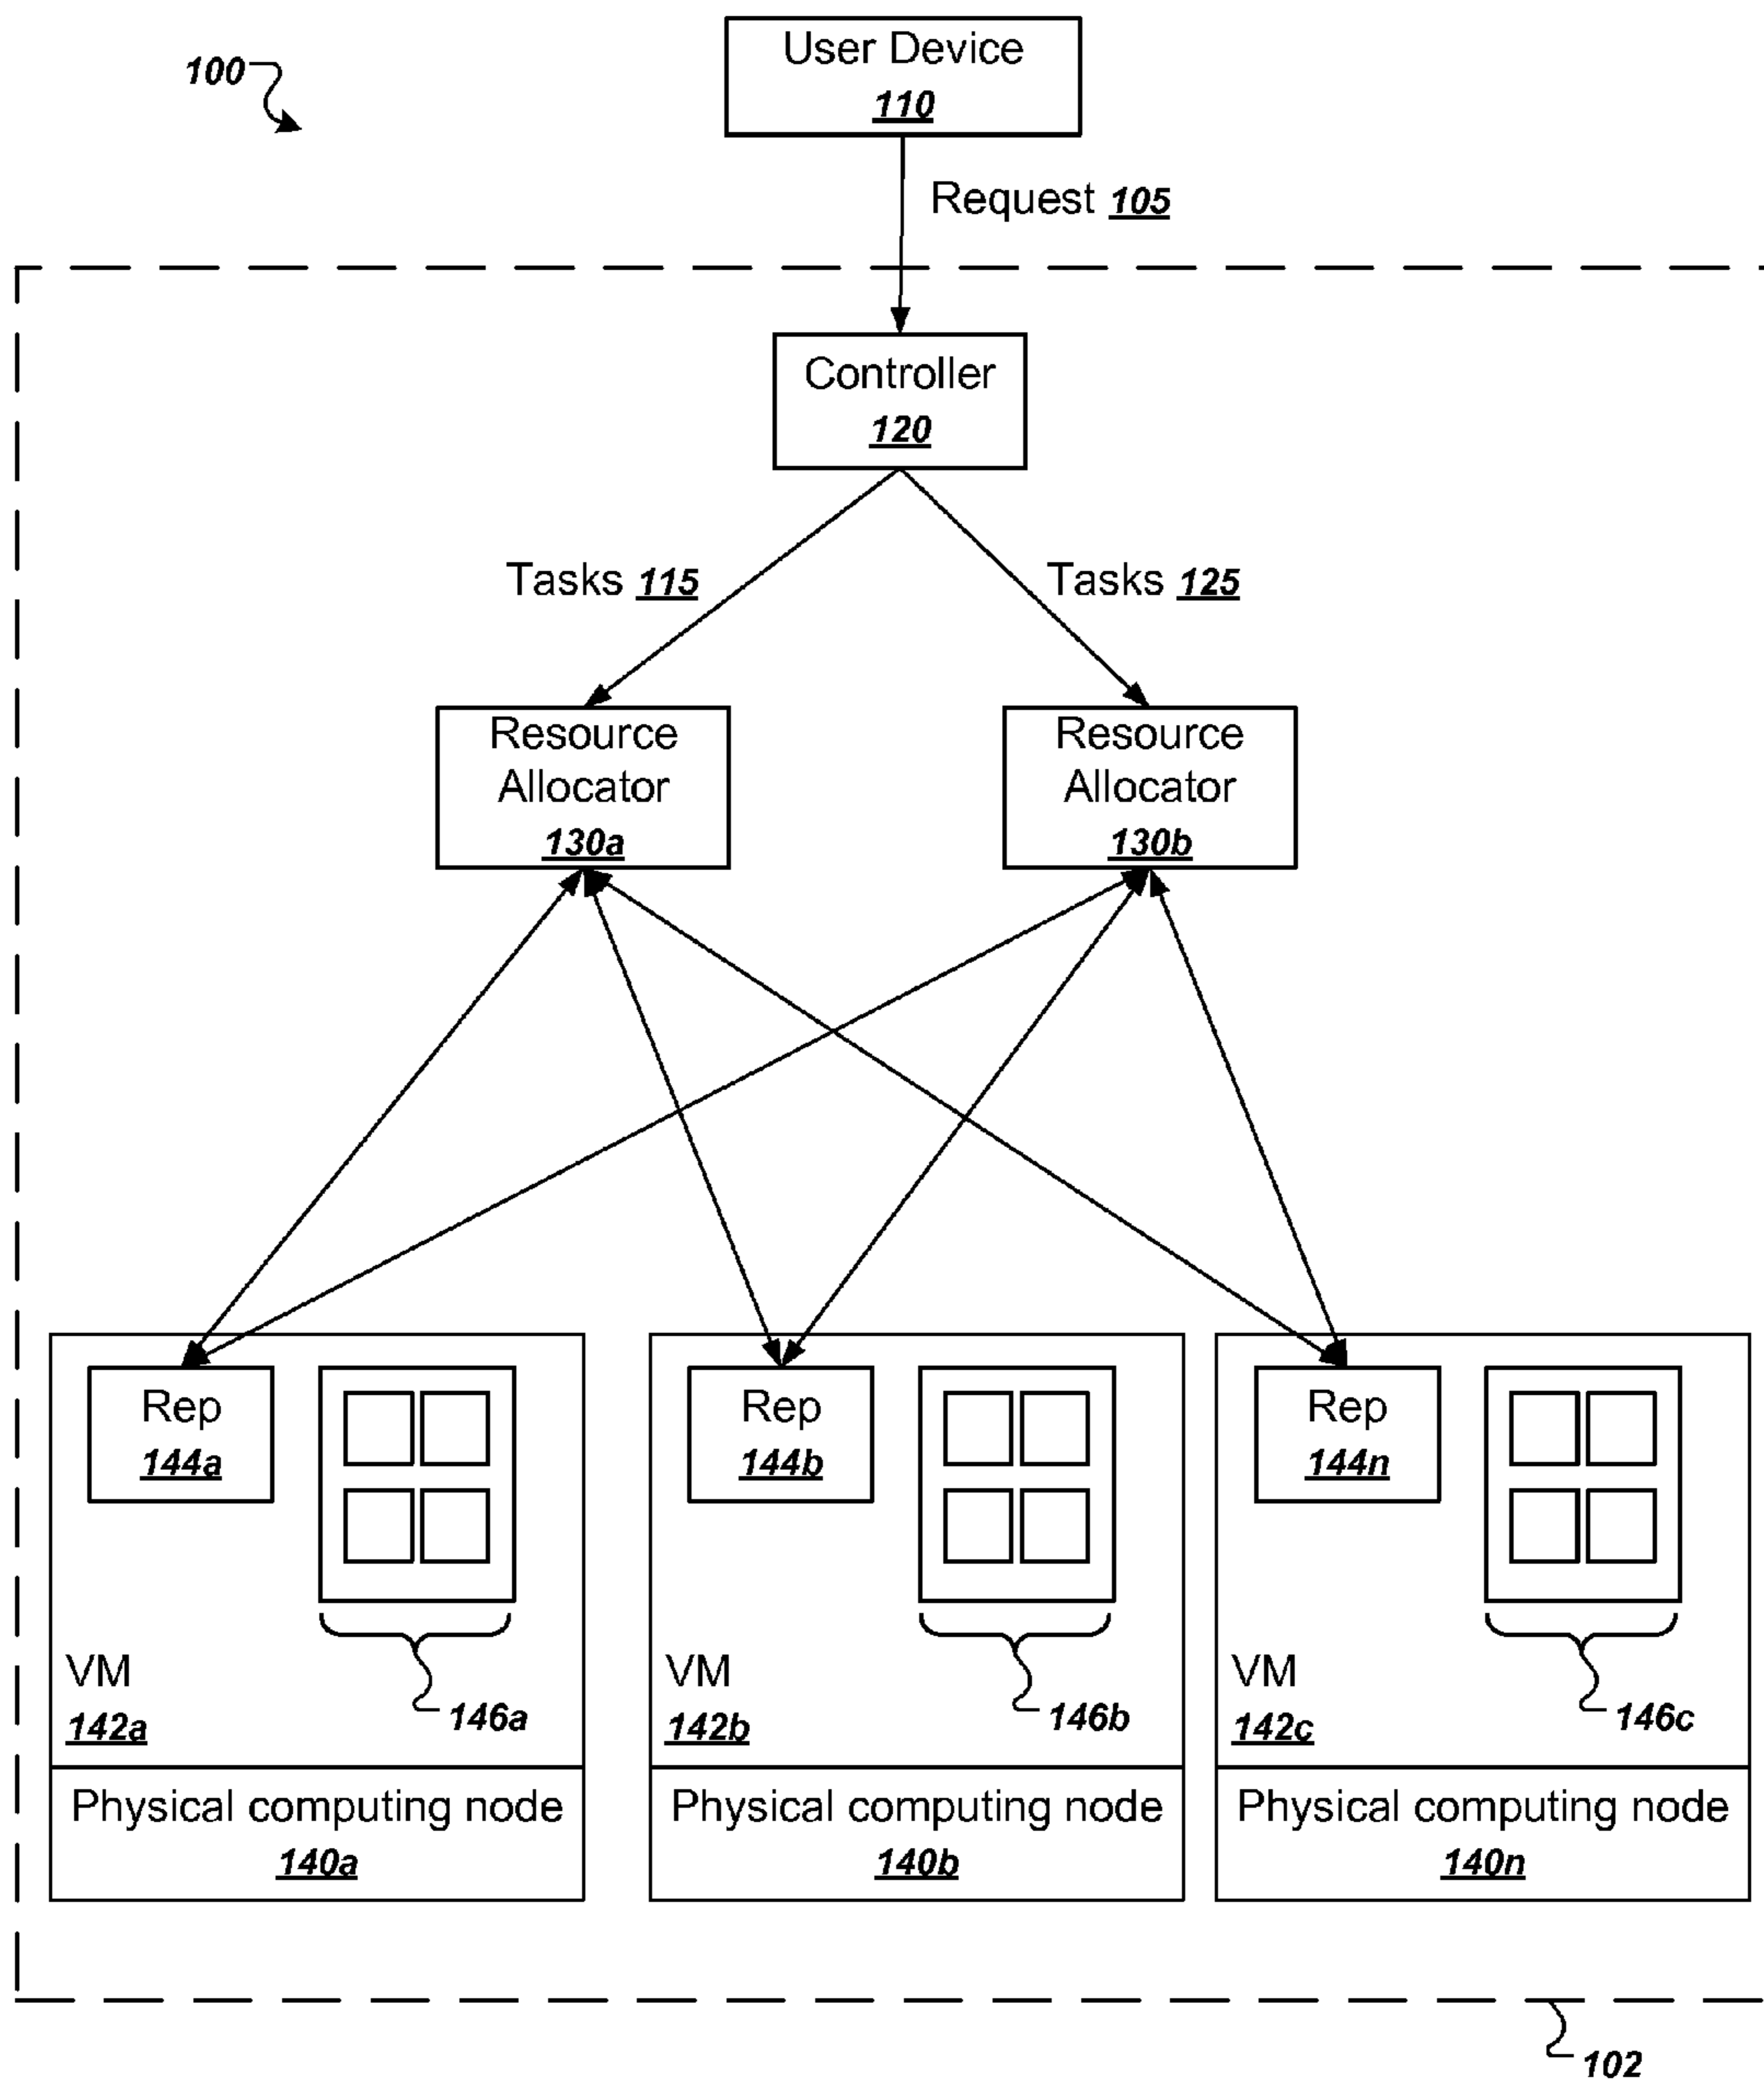 User Device
110
100
Request 105
Controller
120
Tasks 115
Tasks 125
Resource
Allocator
130a
Resource
Allocator
130b
Rep
144a
Rep
144b
Rep
144n
VM
142a
146a
VM
142b
146b
VM
142c
146c
Physical computing node
140a
Physical computing node
140b
Physical computing node
140n
102